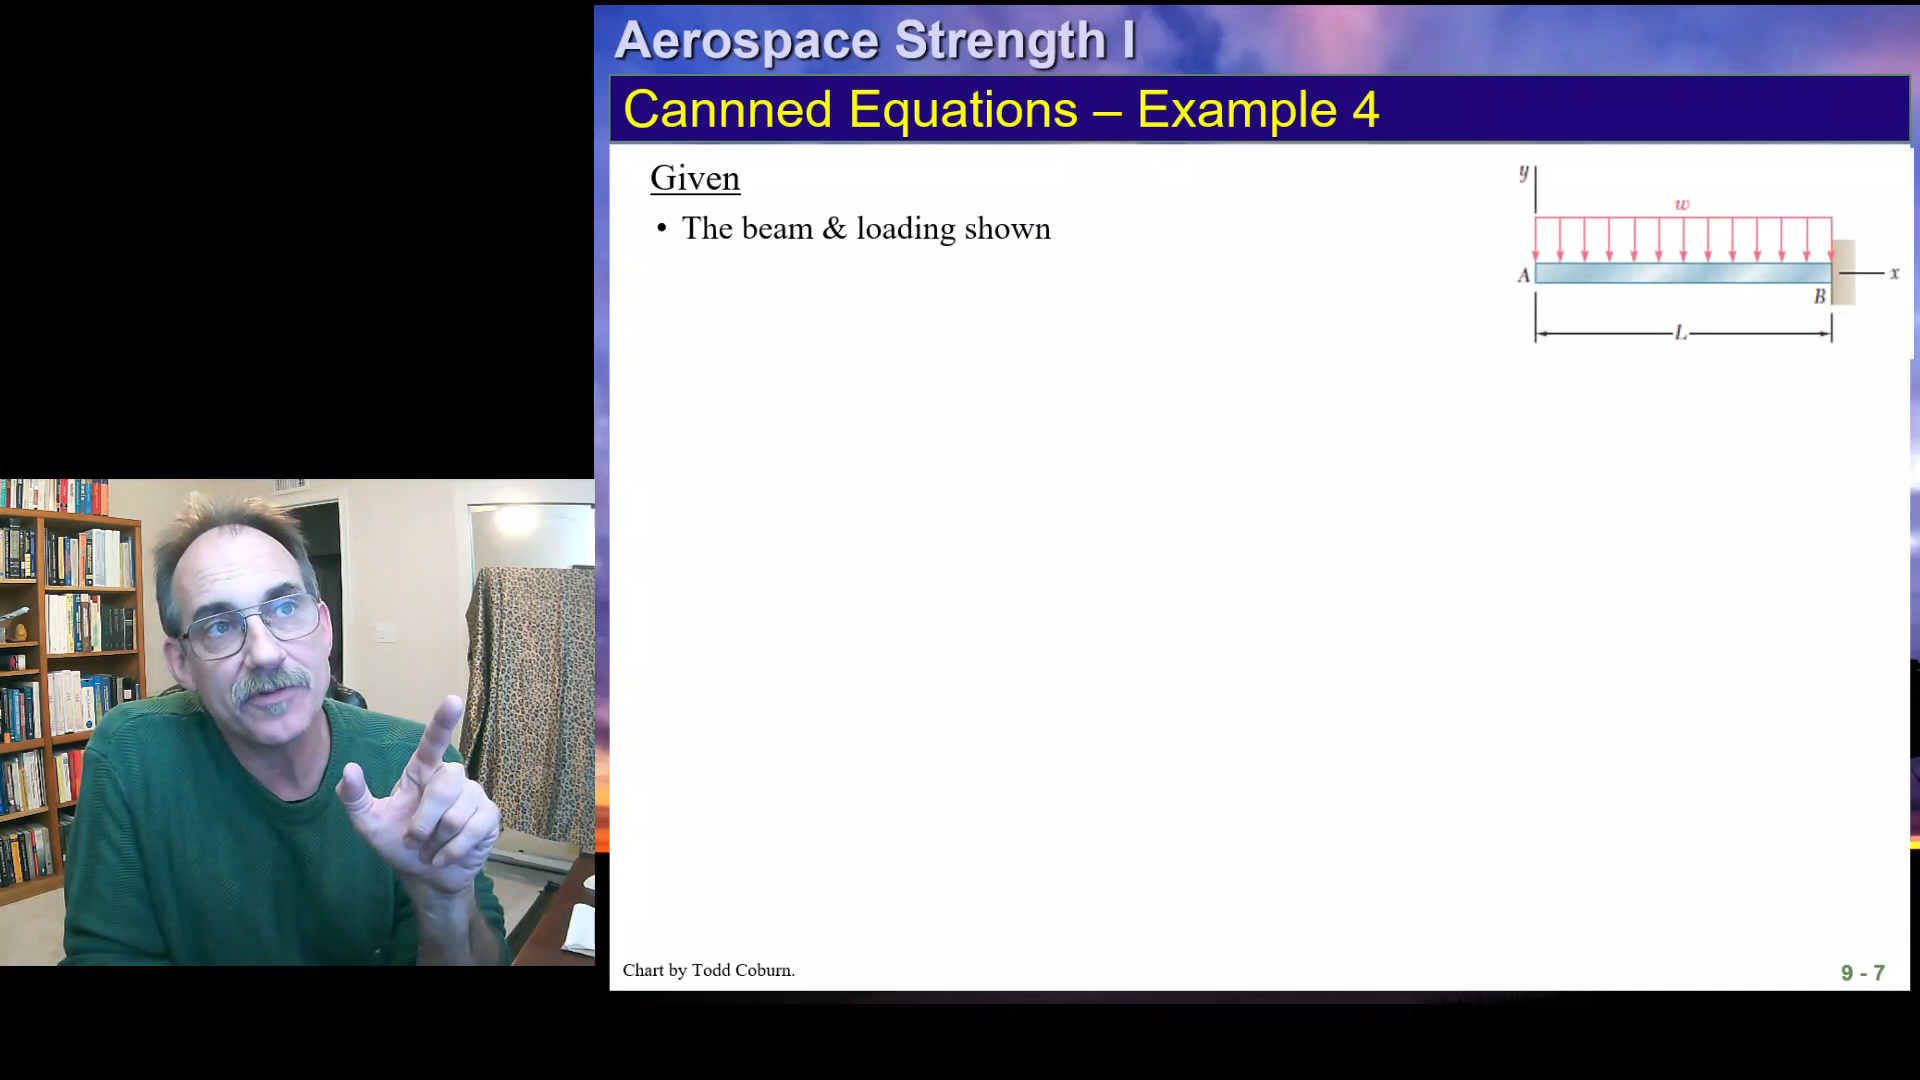 Aerospace Strength I
Cannned Equations – Example 4
Given
• The beam & loading shown
y
w
A
x
B
L
Chart by Todd Coburn.
9 - 7